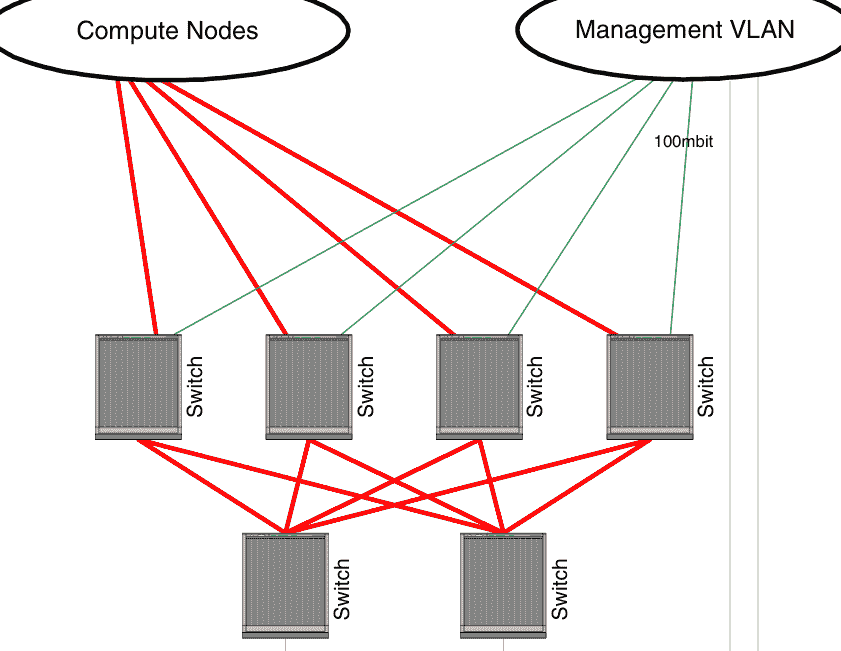 Compute Nodes
Management VLAN
100mbit
Switch
Switch
Switch
Switch
Switch
Switch